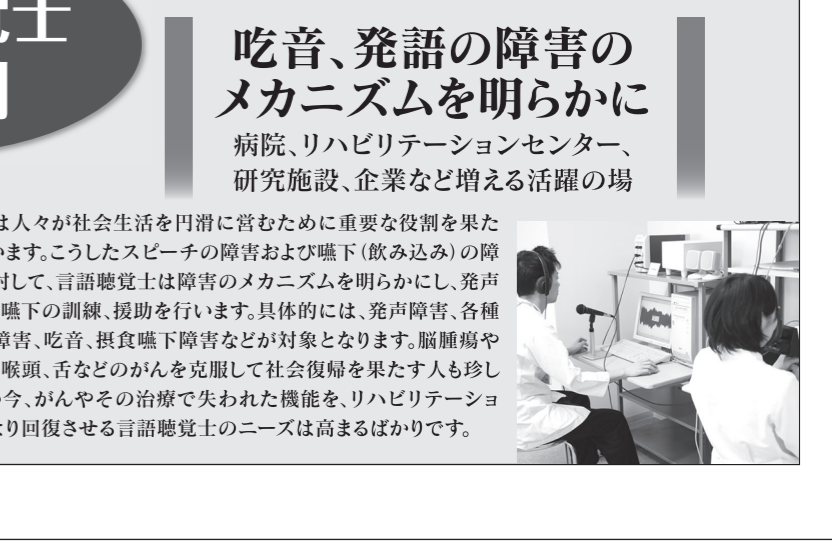 士
吃音、発語の障害の
メカニズムを明らかに
病院、リハビリテーションセンター、
研究施設、企業など増える活躍の場
は人々が社会生活を円滑に営むために重要な役割を果た
います。こうしたスピーチの障害および嚥下（飲み込み）の障
対して、言語聴覚士は障害のメカニズムを明らかにし、発声
嚥下の訓練、援助を行います。具体的には、発声障害、各種
障害、吃音、摂食嚥下障害などが対象となります。脳腫瘍や
喉頭、舌などのがんを克服して社会復帰を果たす人も珍し
今、がんやその治療で失われた機能を、リハビリテーショ
より回復させる言語聴覚士のニーズは高まるばかりです。